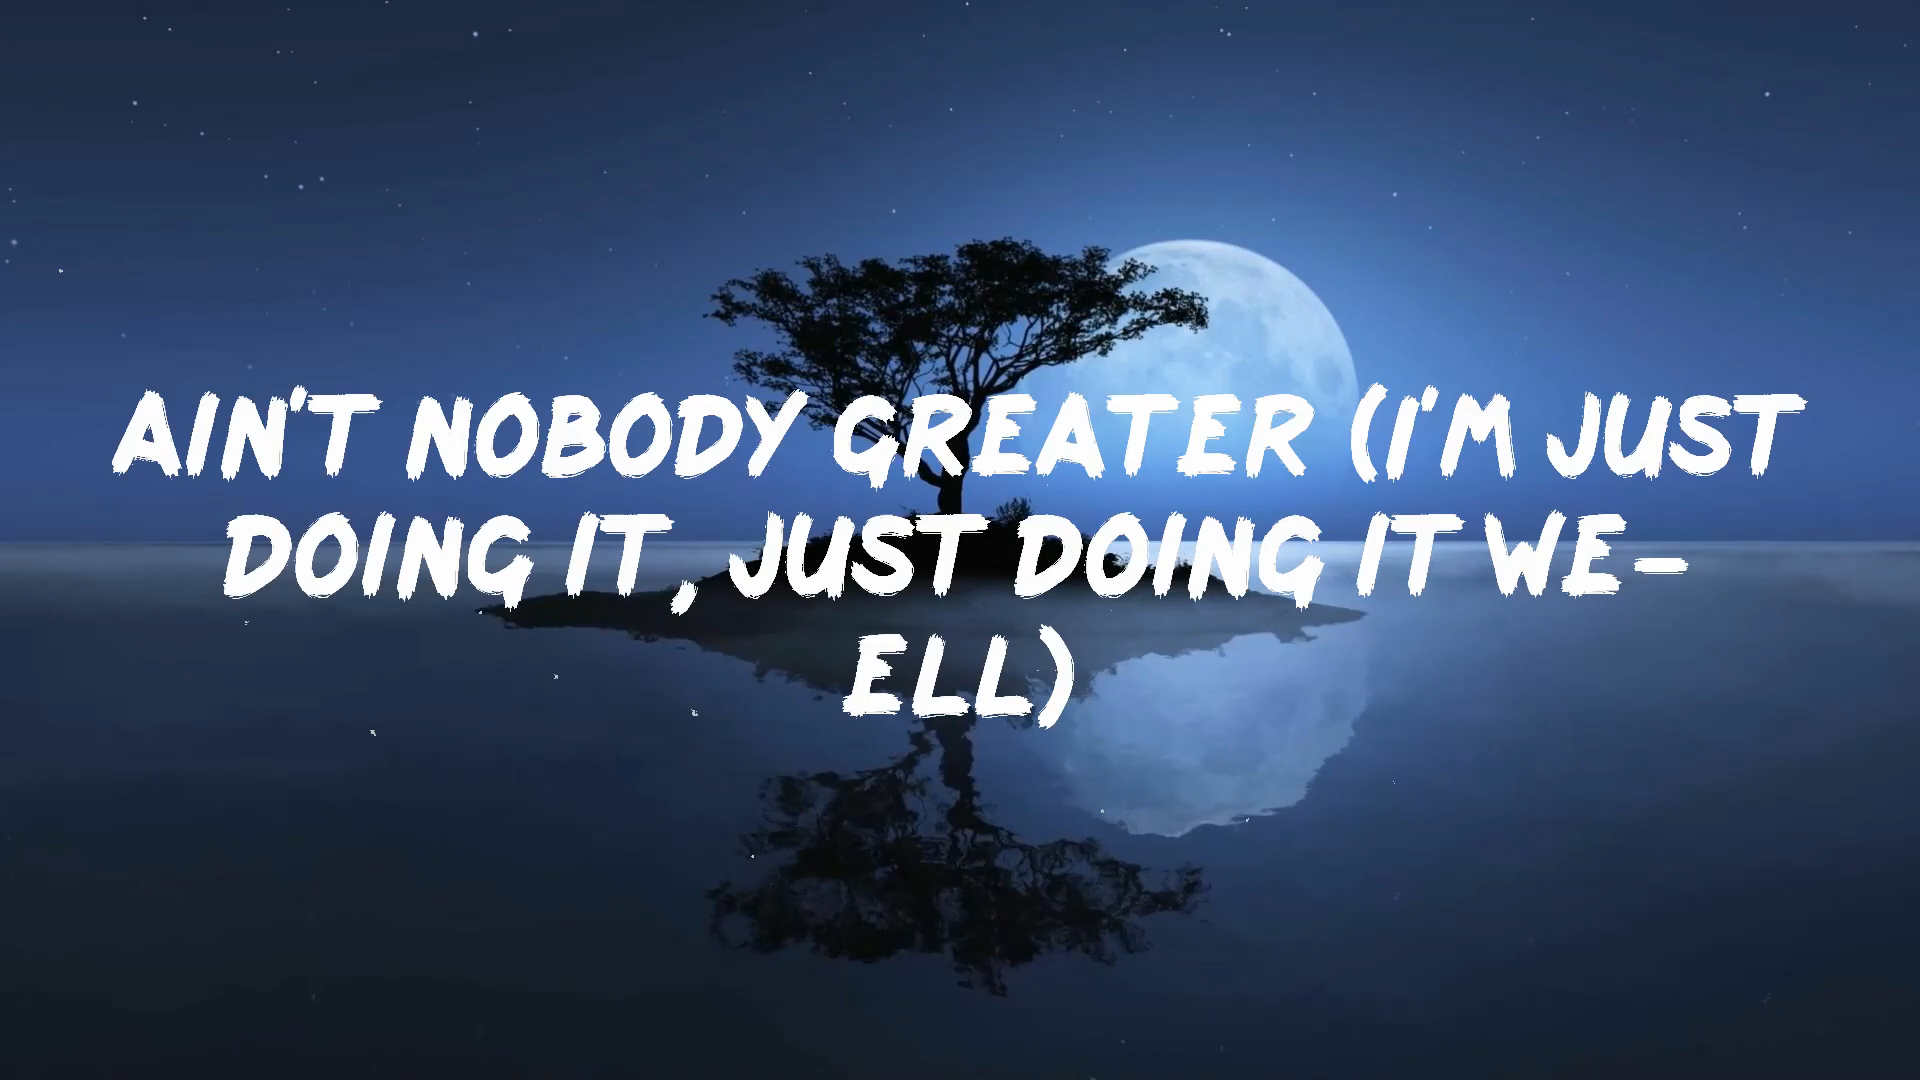 AIN'T NOBODY GREATER (I'M JUST
DOING IT, JUST DOING IT WE-
ELL)